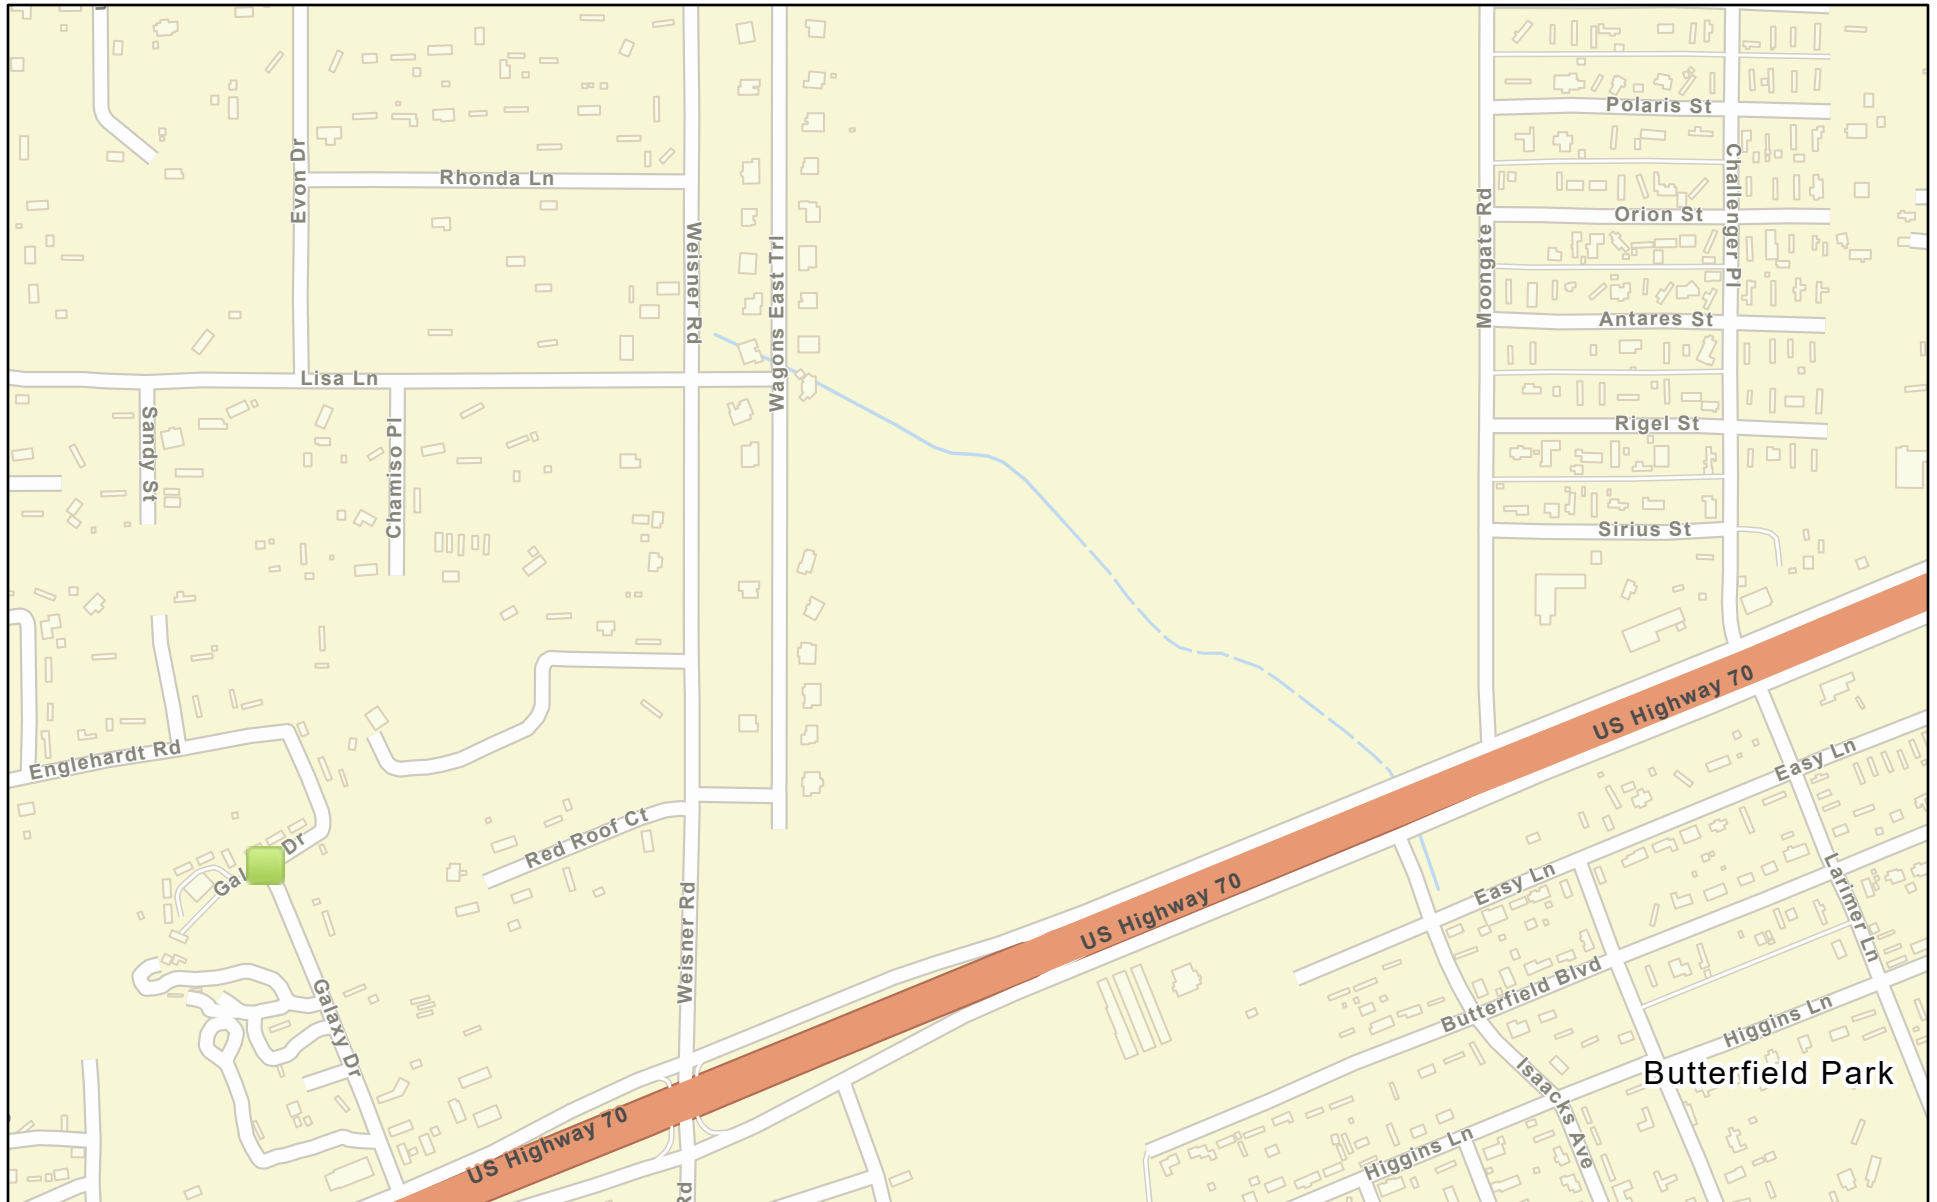 Polaris St
Evon Dr
Rhonda Ln
Challenger Pl
Orion St
Weisner Rd
Moongate Rd
Wagons East Trl
Antares St
Lisa Ln
Sandy St
Chamiso Pl
Rigel St
Sirius St
US Highway 70
Englehardt Rd
Easy Ln
Red Roof Ct
Dr
Easy Ln
Larimer Ln
US Highway 70
Weisner Rd
Galaxy Dr
Butterfield Blvd
Higgins Ln
Butterfield Park
Isaacks Ave
US Highway 70
Higgins Ln
Rd